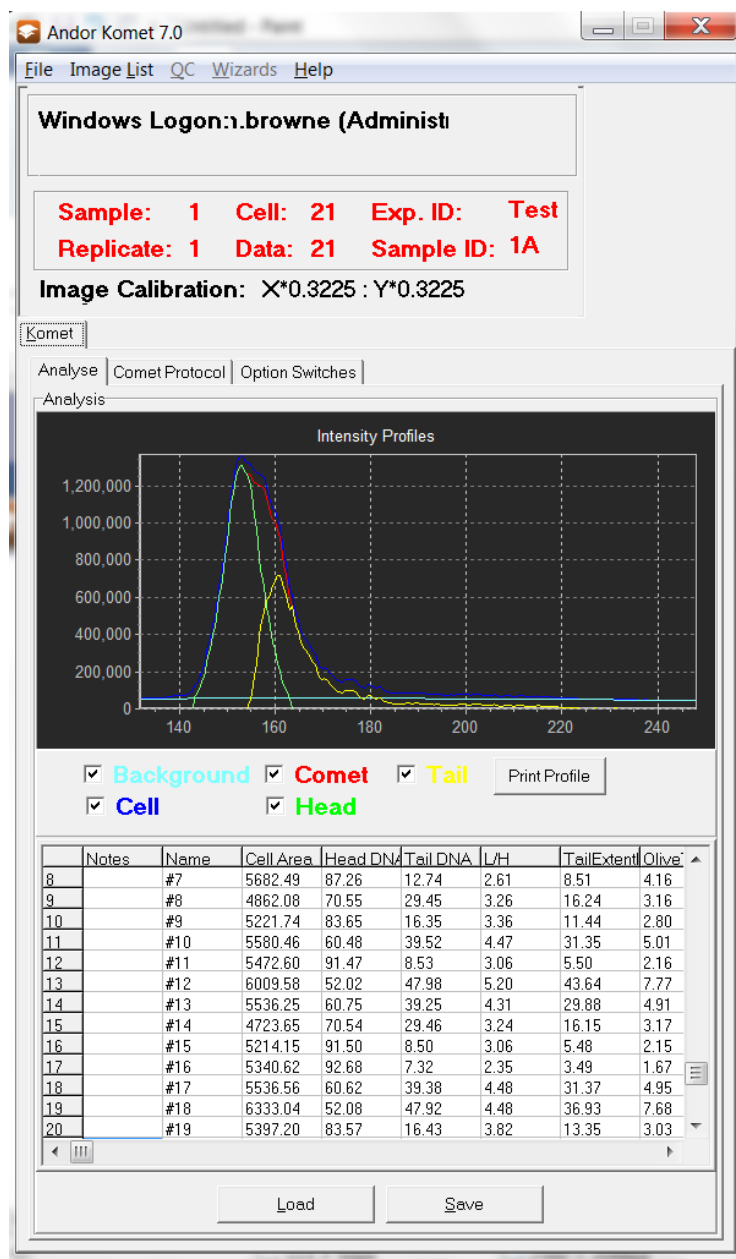 Andor Komet 7.0
File Image List QC Wizards Help
Windows Logon:
.browne (Administ
Sample: 1 Cell: 21 Exp. ID: Test
Replicate: 1 Data: 21 Sample ID: 1A
Image Calibration: X*0.3225 : Y*0.3225
Komet
Analyse Comet Protocol Option Switches
Analysis
Intensity Profiles
1,200,000
1,000,000
800,000
600,000
400,000
200,000
0
140 160 180 200 220 240
Background Comet Tail Print Profile
Cell Head
Notes Name Cell Area Head DNA Tail DNA L/H TailExtent Olive
8 #7 5682.49 87.26 12.74 2.61 8.51 4.16
9 #8 4862.08 70.55 29.45 3.26 16.24 3.16
10 #9 5221.74 83.65 16.35 3.36 11.44 2.80
11 #10 5580.46 60.48 39.52 4.47 31.35 5.01
12 #11 5472.60 91.47 8.53 3.06 5.50 2.16
13 #12 6009.58 52.02 47.98 5.20 43.64 7.77
14 #13 5536.25 60.75 39.25 4.31 29.88 4.91
15 #14 4723.65 70.54 29.46 3.24 16.15 3.17
16 #15 5214.15 91.50 8.50 3.06 5.48 2.15
17 #16 5340.62 92.68 7.32 2.35 3.49 1.67
18 #17 5536.56 60.62 39.38 4.48 31.37 4.95
19 #18 6333.04 52.08 47.92 4.48 36.93 7.68
20 #19 5397.20 83.57 16.43 3.82 13.35 3.03
Load Save